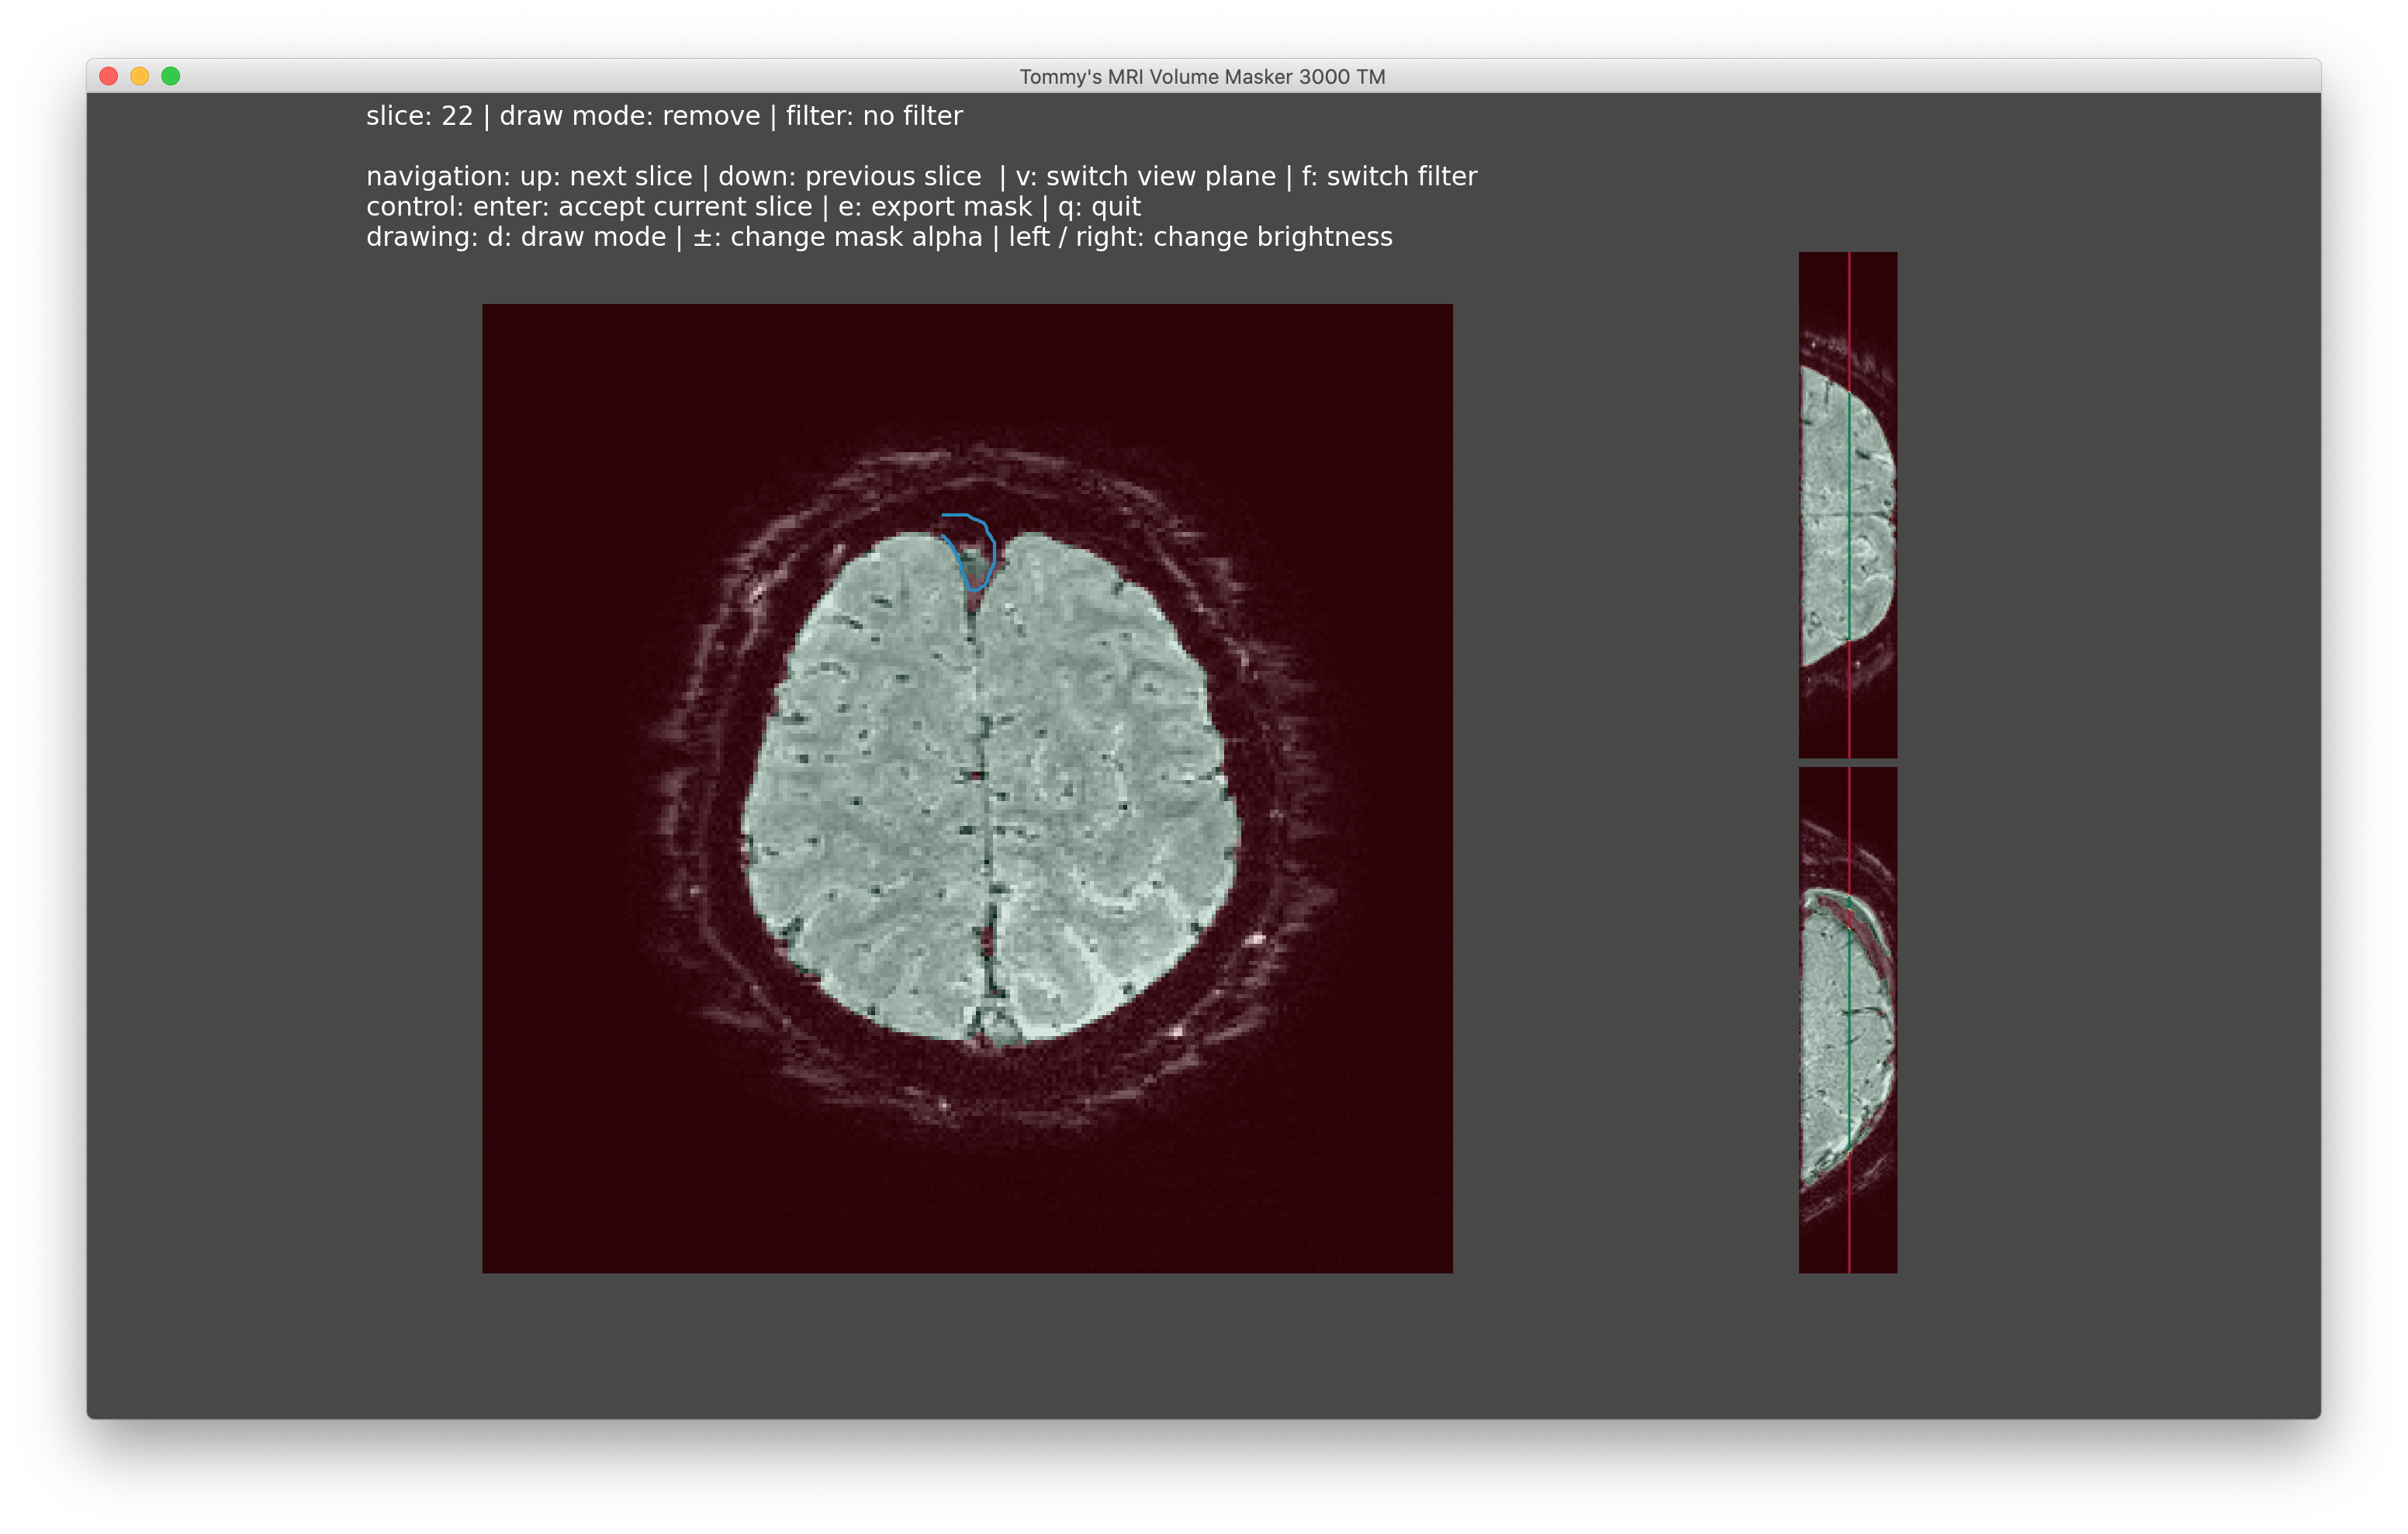 Tommy's MRI Volume Masker 3000 TM
slice: 22 | draw mode: remove | filter: no filter
navigation: up: next slice | down: previous slice  | v: switch view plane | f: switch filter
control: enter: accept current slice | e: export mask | q: quit
drawing: d: draw mode | ±: change mask alpha | left / right: change brightness